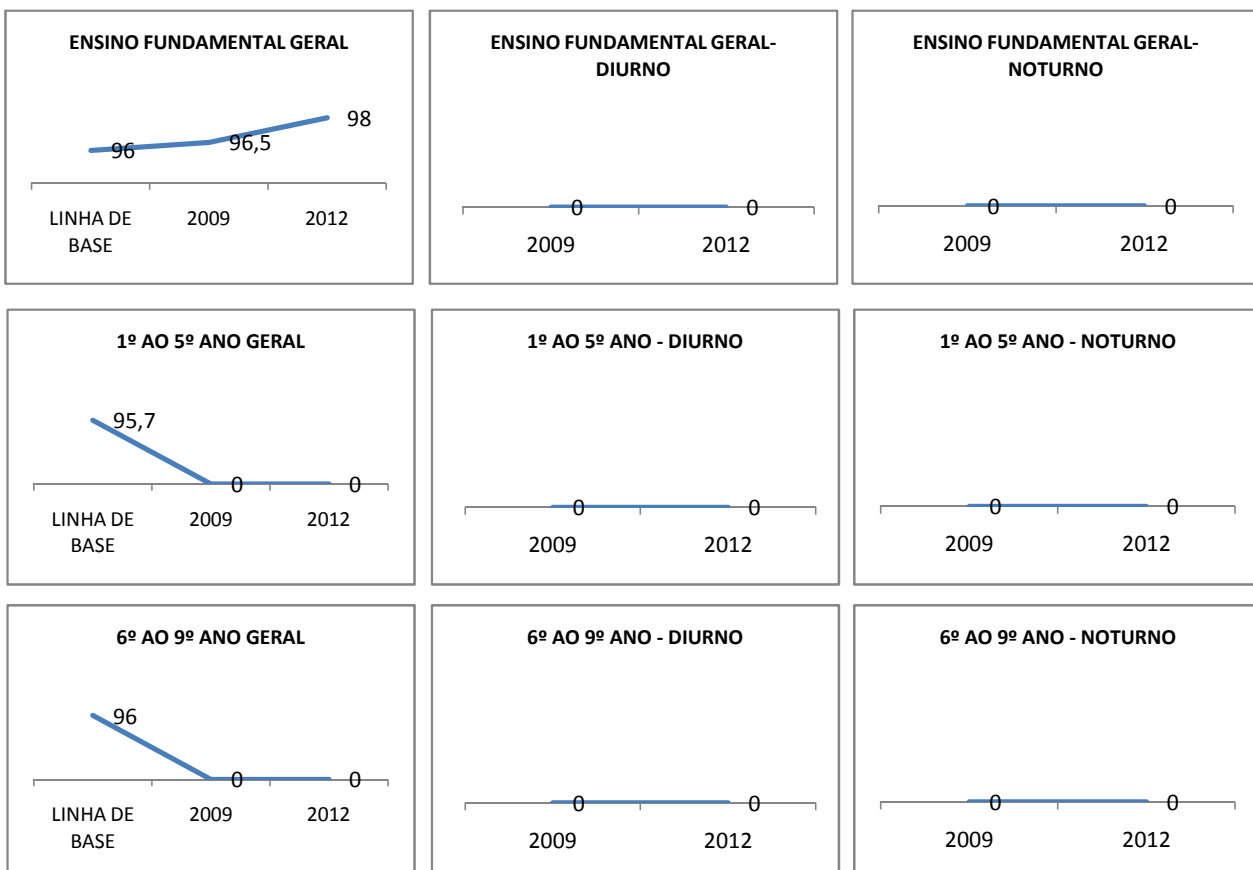 ENSINO FUNDAMENTAL GERAL
96
96,5
98
LINHA DE
BASE
2009
2012
ENSINO FUNDAMENTAL GERAL-
DIURNO
0
0
2009
2012
ENSINO FUNDAMENTAL GERAL-
NOTURNO
0
0
2009
2012
1º AO 5º ANO GERAL
95,7
0
0
LINHA DE
BASE
2009
2012
1º AO 5º ANO - DIURNO
0
0
2009
2012
1º AO 5º ANO - NOTURNO
0
0
2009
2012
6º AO 9º ANO GERAL
96
0
0
LINHA DE
BASE
2009
2012
6º AO 9º ANO - DIURNO
0
0
2009
2012
6º AO 9º ANO - NOTURNO
0
0
2009
2012